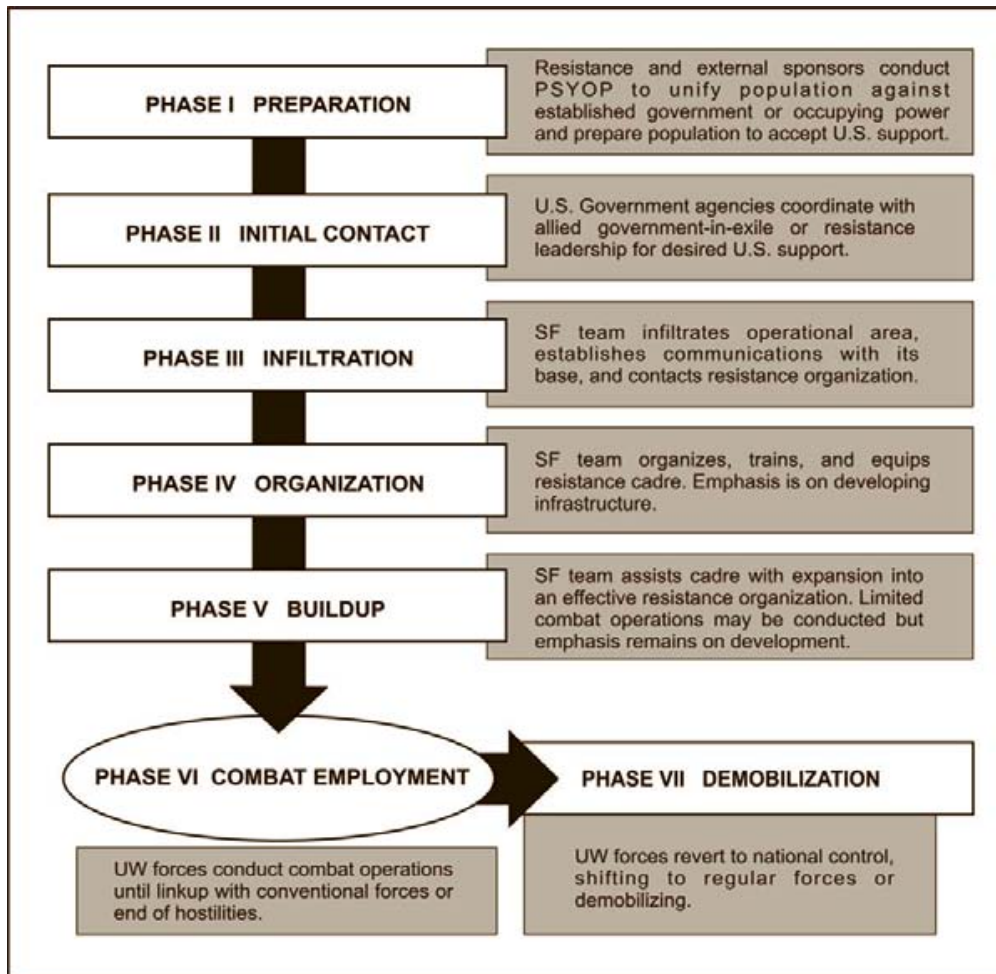 PHASE I PREPARATION
Resistance and external sponsors conduct
PSYOP to unify population against
established government or occupying power
and prepare population to accept U.S. support.
PHASE II INITIAL CONTACT
U.S. Government agencies coordinate with
allied government-in-exile or resistance
leadership for desired U.S. support.
PHASE III INFILTRATION
SF team infiltrates operational area,
establishes communications with its
base, and contacts resistance organization.
PHASE IV ORGANIZATION
SF team organizes, trains, and equips
resistance cadre. Emphasis is on developing
infrastructure.
PHASE V BUILDUP
SF team assists cadre with expansion into
an effective resistance organization. Limited
combat operations may be conducted but
emphasis remains on development.
PHASE VI COMBAT EMPLOYMENT
UW forces conduct combat operations
until linkup with conventional forces or
end of hostilities.
PHASE VII DEMOBILIZATION
UW forces revert to national control,
shifting to regular forces or
demobilizing.